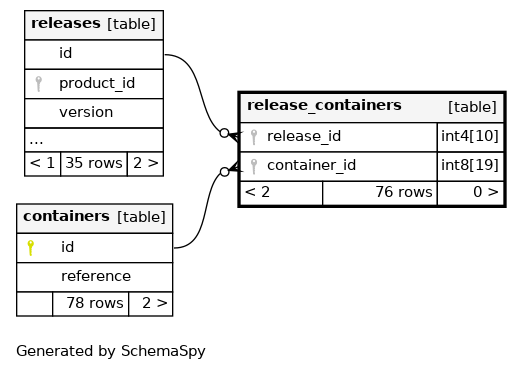 releases [table]
id
product_id
version
...
< 1 35 rows 2 >
release_containers [table]
release_id int4[10]
container_id int8[19]
< 2 76 rows 0 >
containers [table]
id
reference
78 rows 2 >
Generated by SchemaSpy